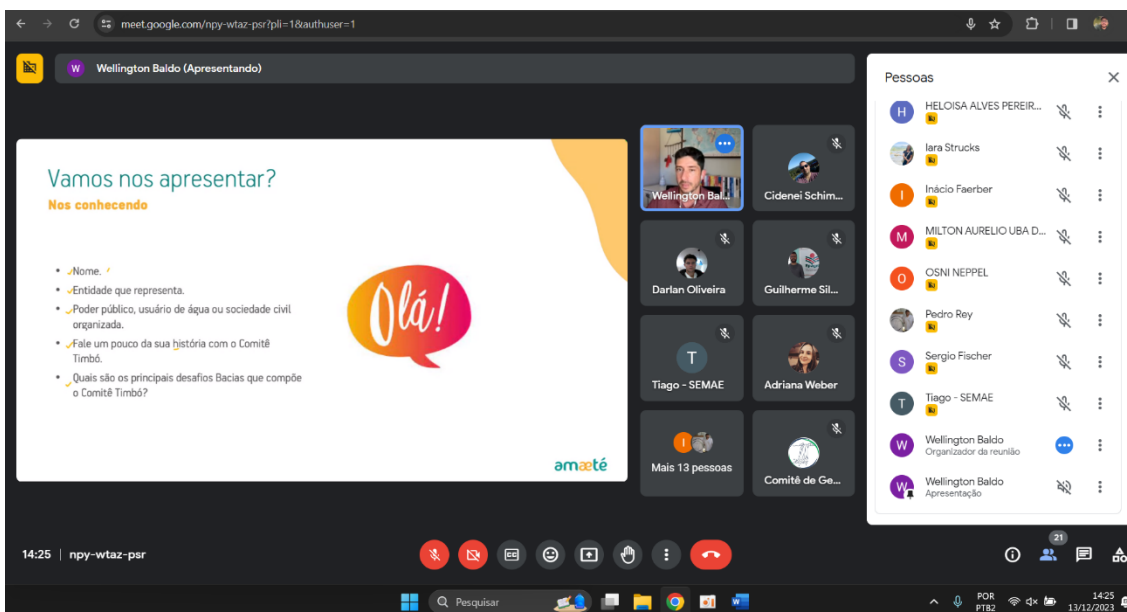 meet.google.com/npy-wtaz-psr?pli=1&authuser=1
W Wellington Baldo (Apresentando)
Vamos nos apresentar?
Nos conhecendo
Nome.
Entidade que representa.
Poder público, usuário de água ou sociedade civil
organizada.
Fale um pouco da sua história com o Comitê
Timbó.
Quais são os principais desafios Bacias que compõe
o Comitê Timbó?
Olá!
amaeté
Wellington Bal...
Cidenei Schim...
Darlan Oliveira
Guilherme Sil...
T
Tiago - SEMAE
Adriana Weber
I
Mais 13 pessoas
Comitê de Ge...
Pessoas
H HELOISA ALVES PEREIR...
Iara Strucks
I Inácio Faerber
M MILTON AURELIO UBA D...
O OSNI NEPPEL
Pedro Rey
S Sergio Fischer
T Tiago - SEMAE
W Wellington Baldo
Organizador da reunião
W Wellington Baldo
Apresentação
14:25 | npy-wtaz-psr
21
Pesquisar
POR
PTB2
14:25
13/12/2023